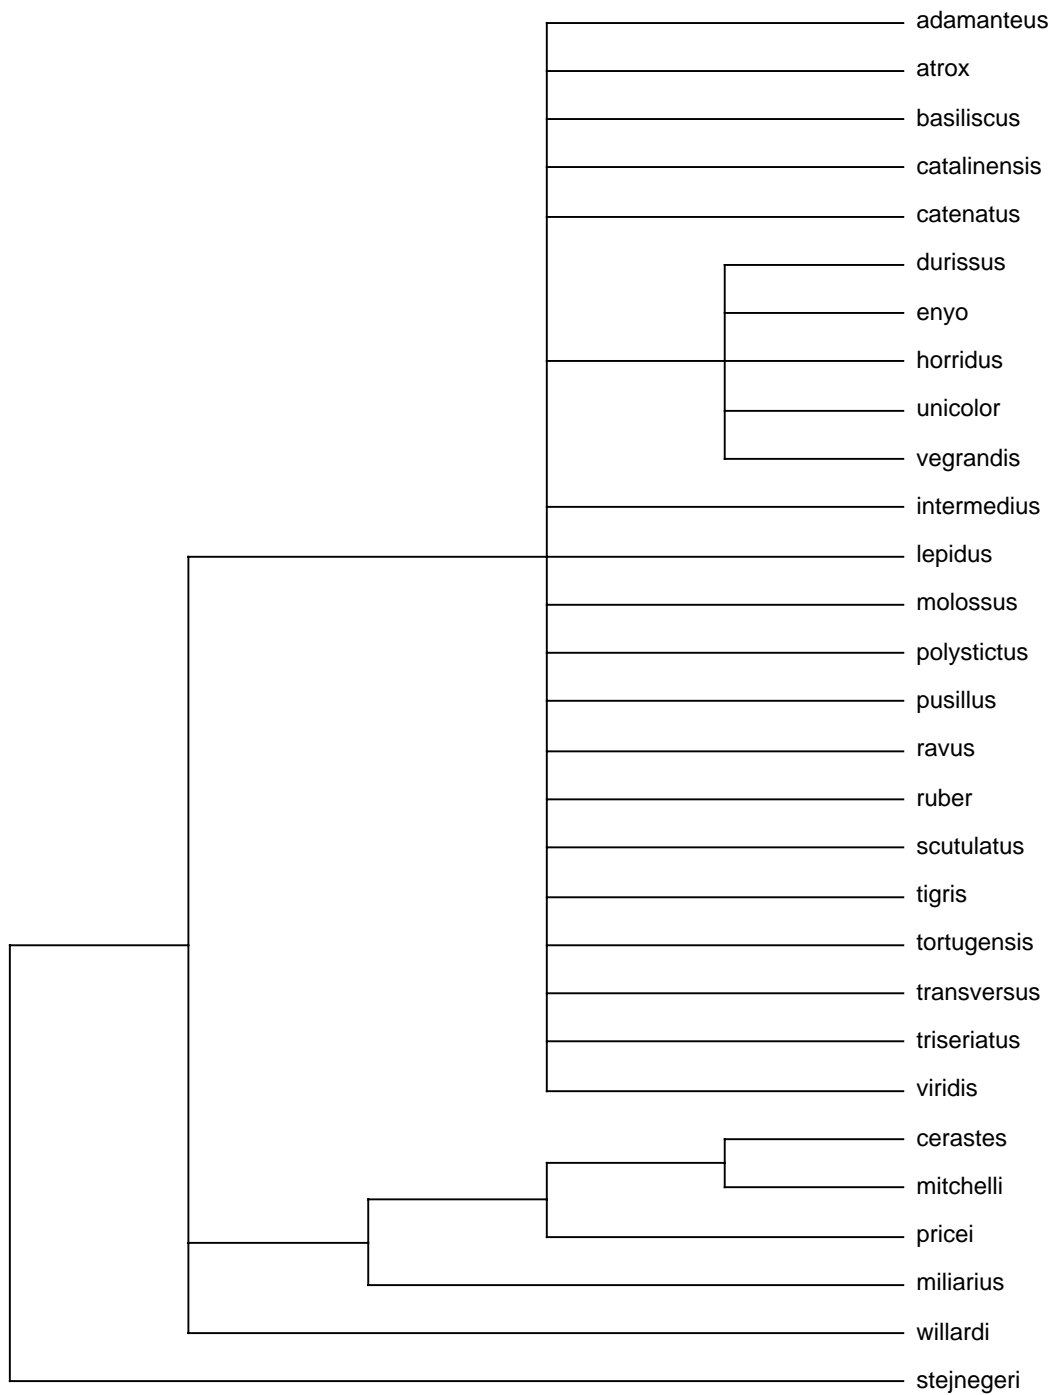 adamanteus
atrox
basiliscus
catalinensis
catenatus
durissus
enyo
horridus
unicolor
vegrandis
intermedius
lepidus
molossus
polystictus
pusillus
ravus
ruber
scutulatus
tigris
tortugensis
transversus
triseriatus
viridis
cerastes
mitchelli
pricei
miliarius
willardi
stejnegeri